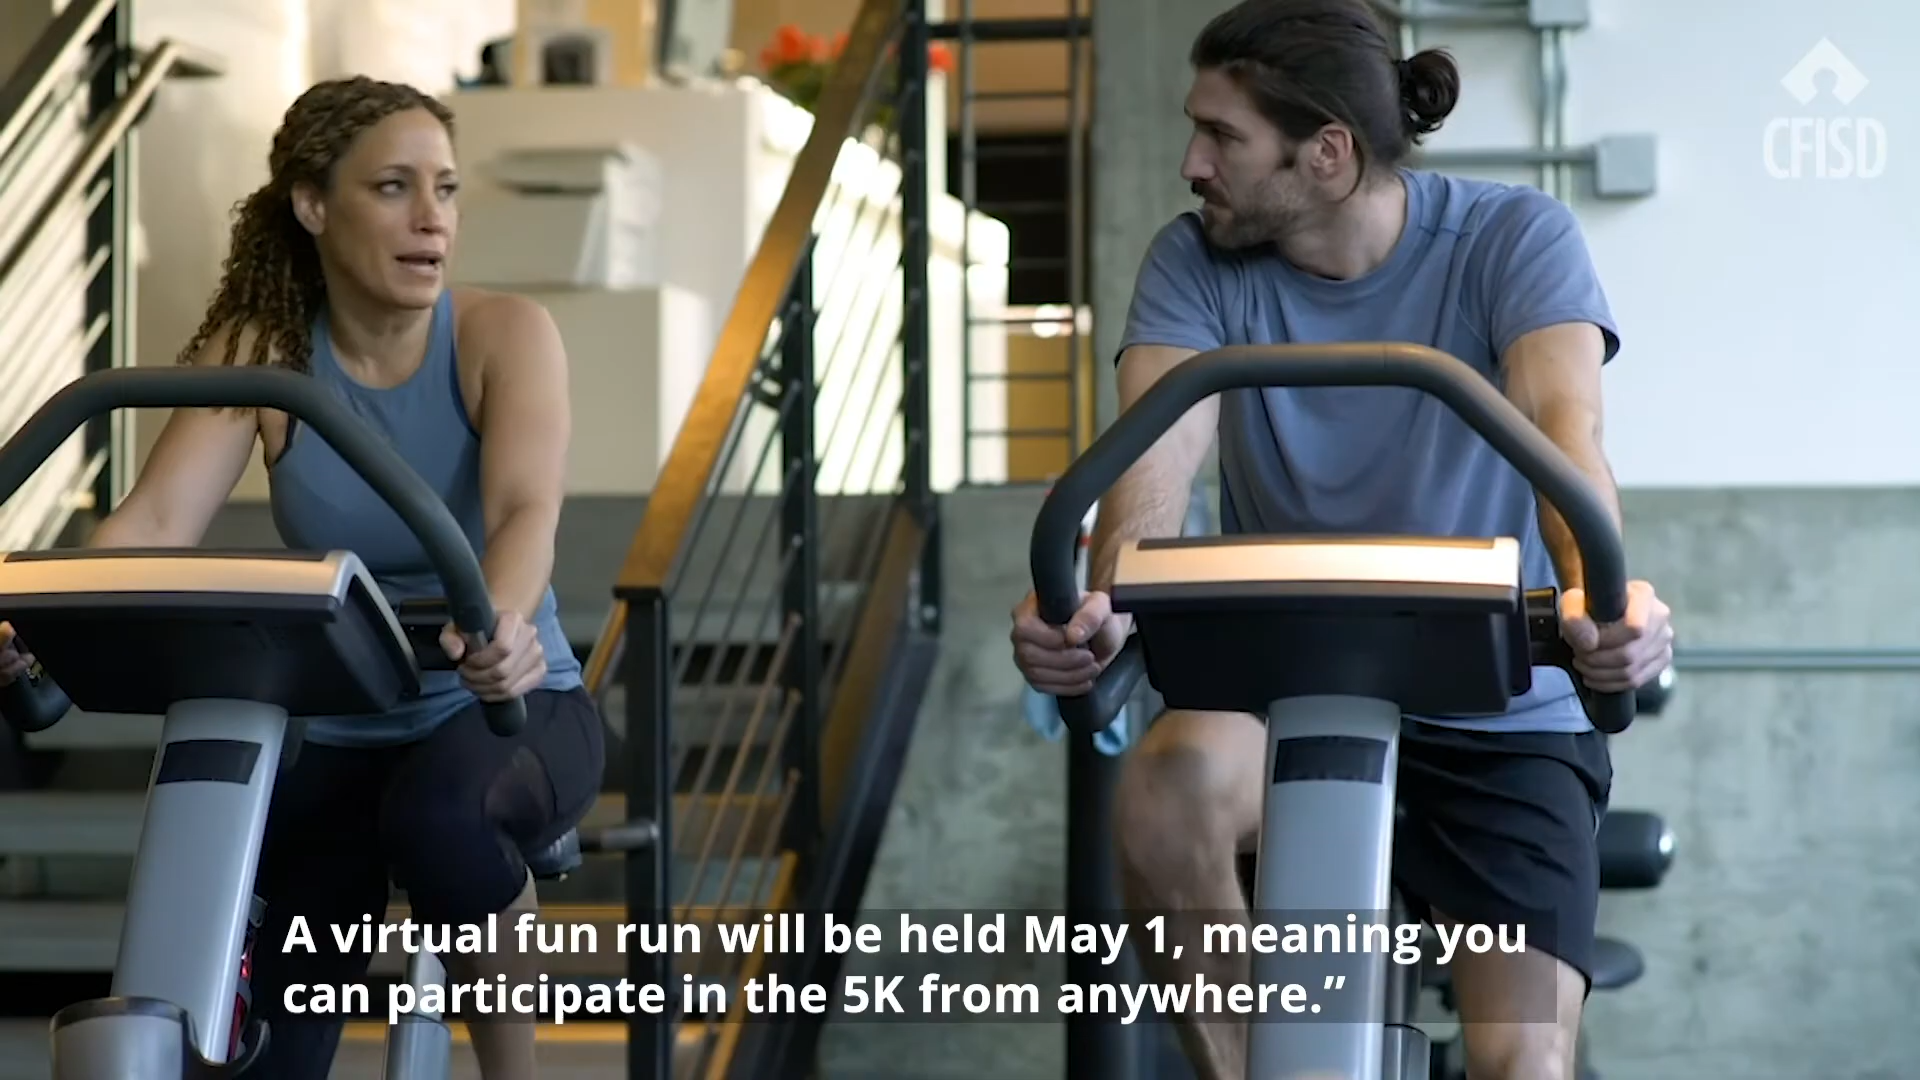 CFISD
A virtual fun run will be held May 1, meaning you
can participate in the 5K from anywhere.”